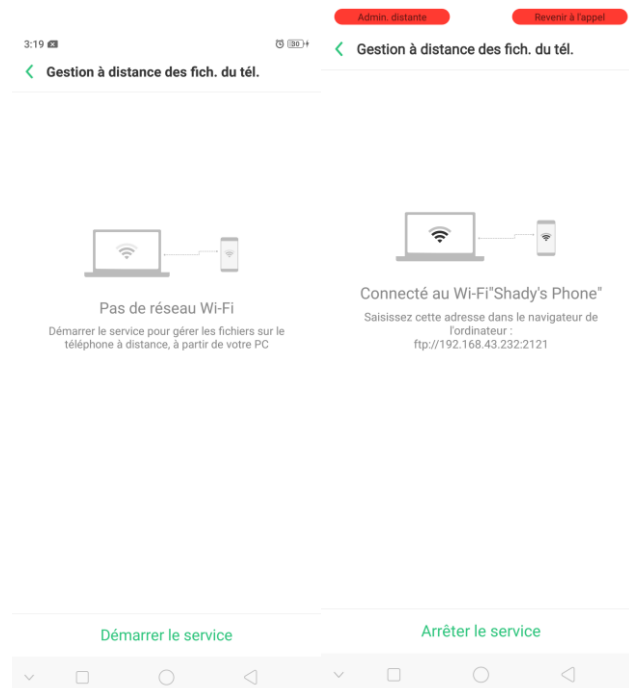 3:19
30
Gestion à distance des fich. du tél.
Pas de réseau Wi-Fi
Démarrer le service pour gérer les fichiers sur le
téléphone à distance, à partir de votre PC
Démarrer le service
Admin. distante
Revenir à l'appel
Gestion à distance des fich. du tél.
Connecté au Wi-Fi"Shady's Phone"
Saisissez cette adresse dans le navigateur de
l'ordinateur :
ftp://192.168.43.232:2121
Arrêter le service